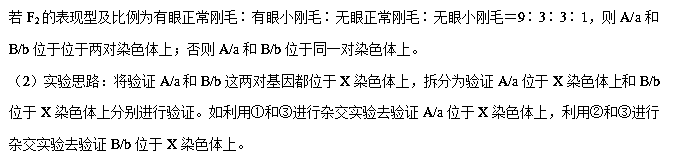 若 F₂的表现型及比例为有眼正常刚毛：有眼小刚毛：无眼正常刚毛：无眼小刚毛＝9：3：3：1，则 A/a 和
B/b 位于位于两对染色体上；否则 A/a 和 B/b 位于同一对染色体上。
（2）实验思路：将验证 A/a和 B/b 这两对基因都位于 X 染色体上，拆分为验证 A/a 位于 X 染色体上和 B/b
位于 X 染色体上分别进行验证。如利用①和③进行杂交实验去验证 A/a 位于 X 染色体上，利用②和③进行
杂交实验去验证 B/b 位于 X 染色体上。